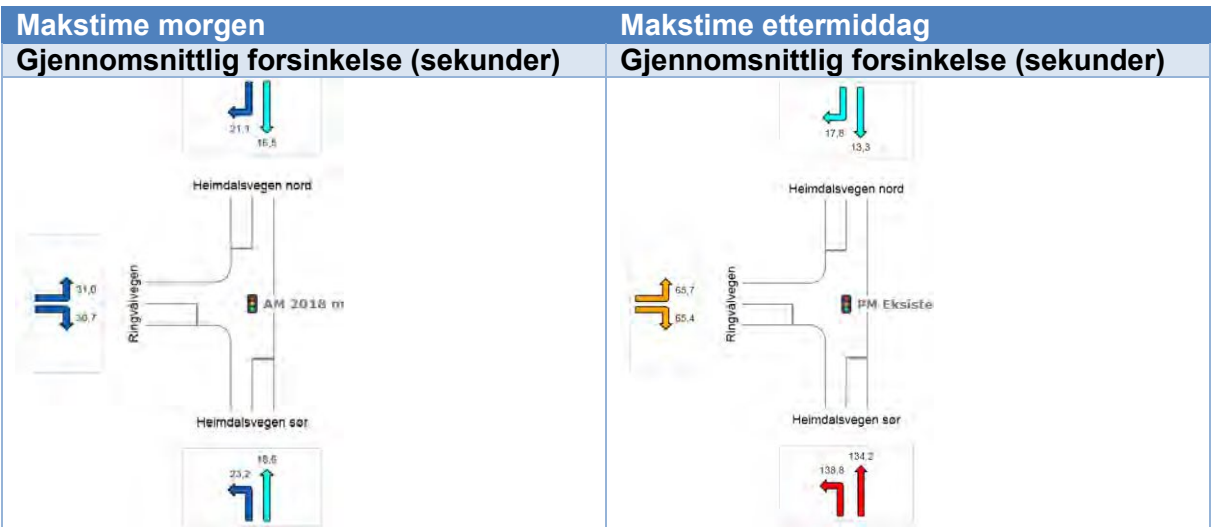 Makstime morgen
Makstime ettermiddag
Gjennomsnittlig forsinkelse (sekunder)
Gjennomsnittlig forsinkelse (sekunder)
21,1
16,5
Heimdalsvegen nord
31,0
30,7
Ringvålvegen
AM 2018 m
Heimdalsvegen sør
18,6
23,2
17,8
13,3
Heimdalsvegen nord
65,7
65,4
Ringvålvegen
PM Eksiste
Heimdalsvegen sør
134,2
138,8